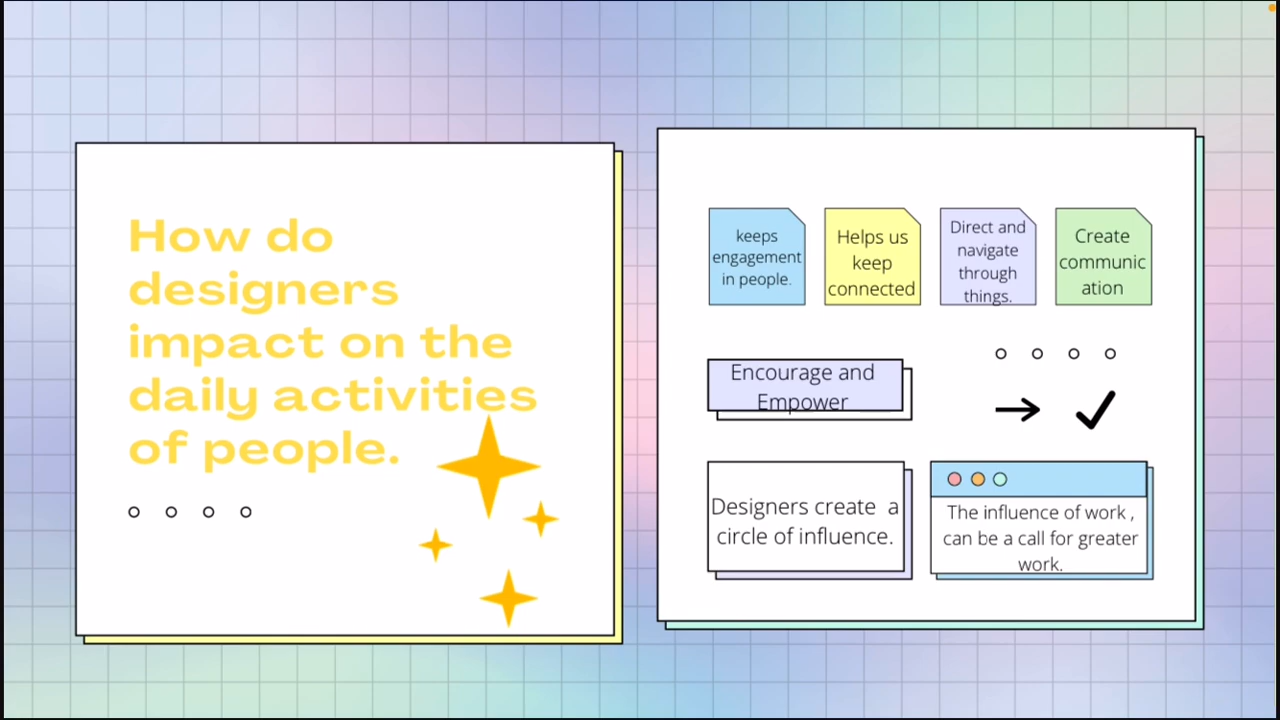 How do
designers
impact on the
daily activities
of people.
keeps
engagement
in people.
Helps us
keep
connected
Direct and
navigate
through
things.
Create
communic
ation
Encourage and
Empower
Designers create  a
circle of influence.
The influence of work ,
can be a call for greater
work.